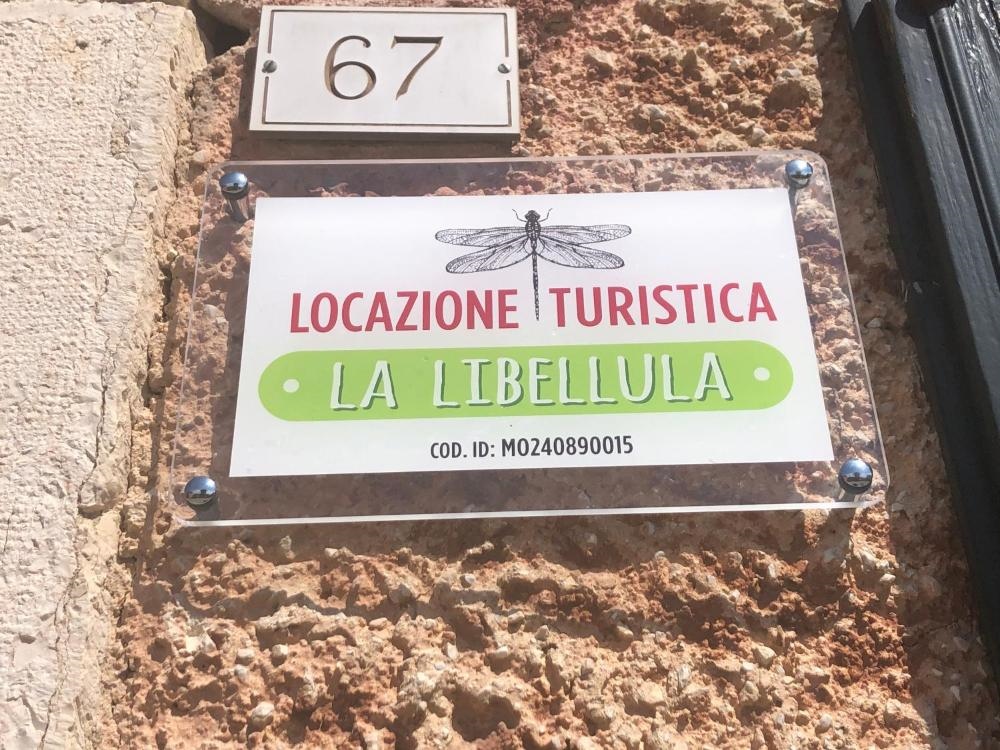 67
LOCAZIONE TURISTICA
LA LIBELLULA
COD. ID: M0240890015